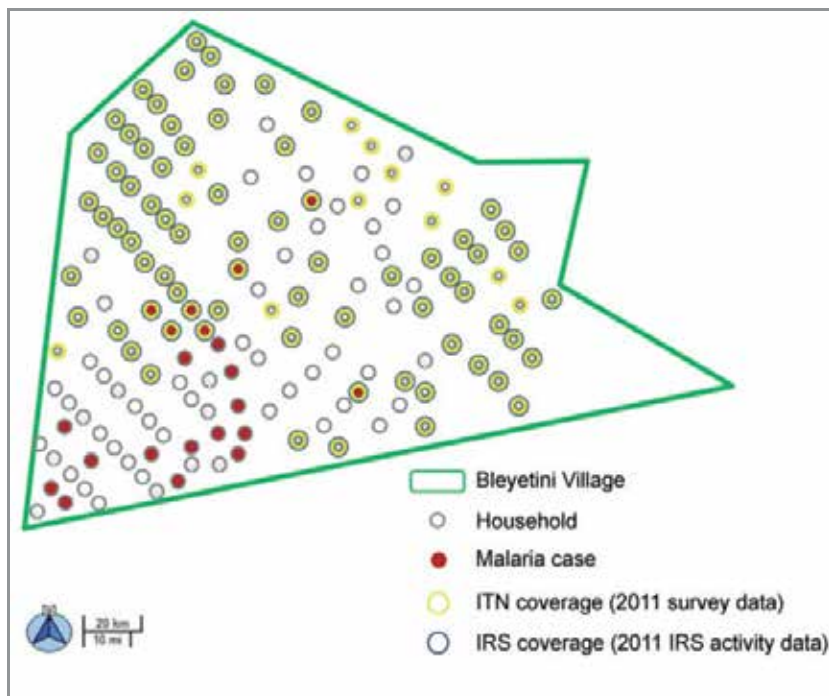 Bleyetini Village
Household
Malaria case
ITN coverage (2011 survey data)
IRS coverage (2011 IRS activity data)
20 km
10 mi